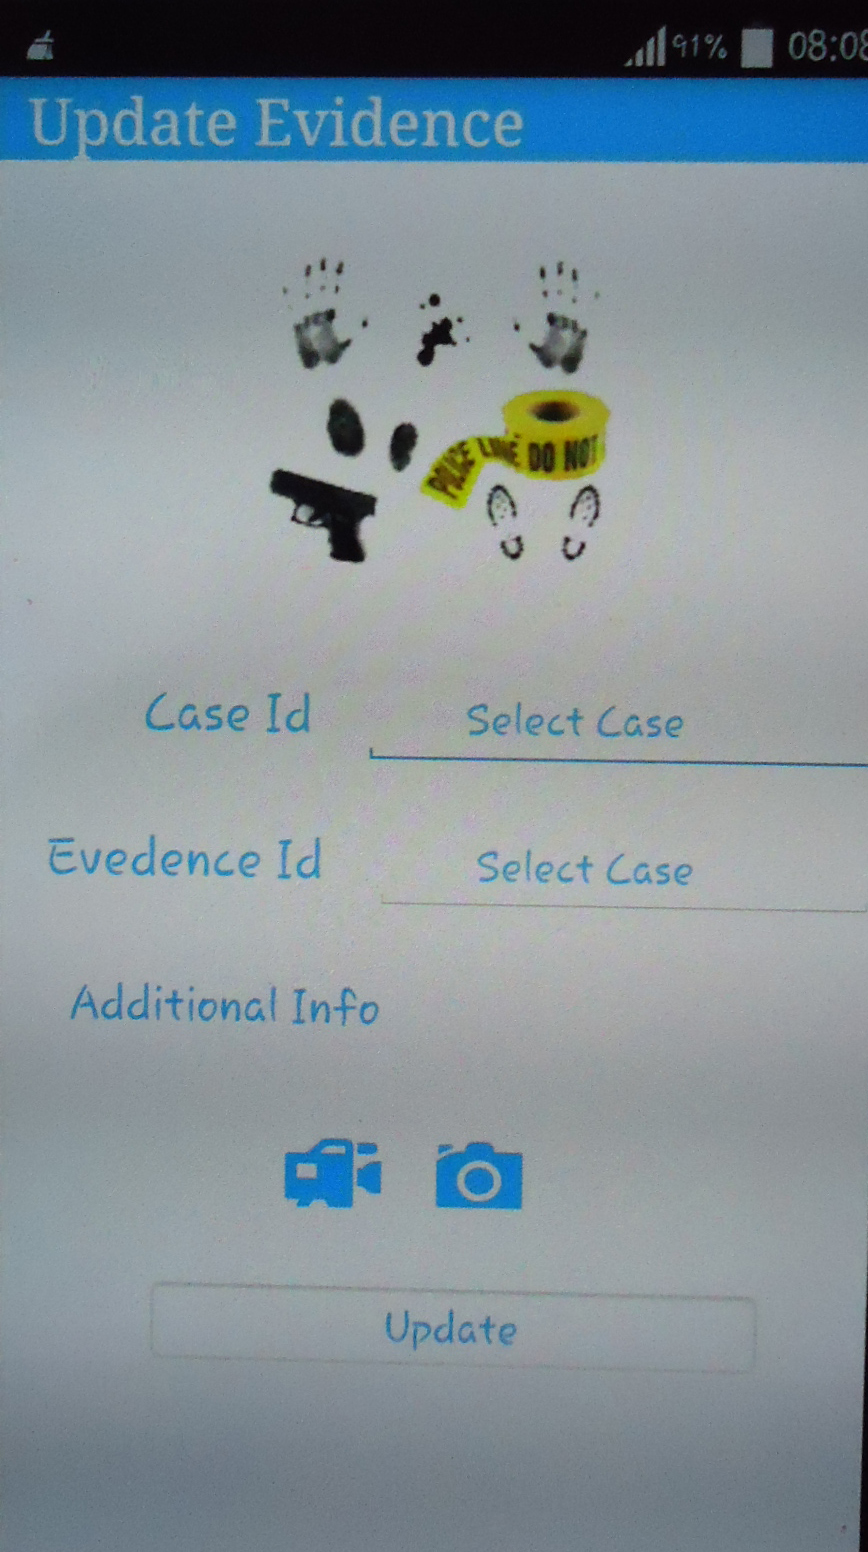 91% 08:08
Update Evidence
POLICE LINE DO NOT
Case Id Select Case
Evedence Id Select Case
Additional Info
Update